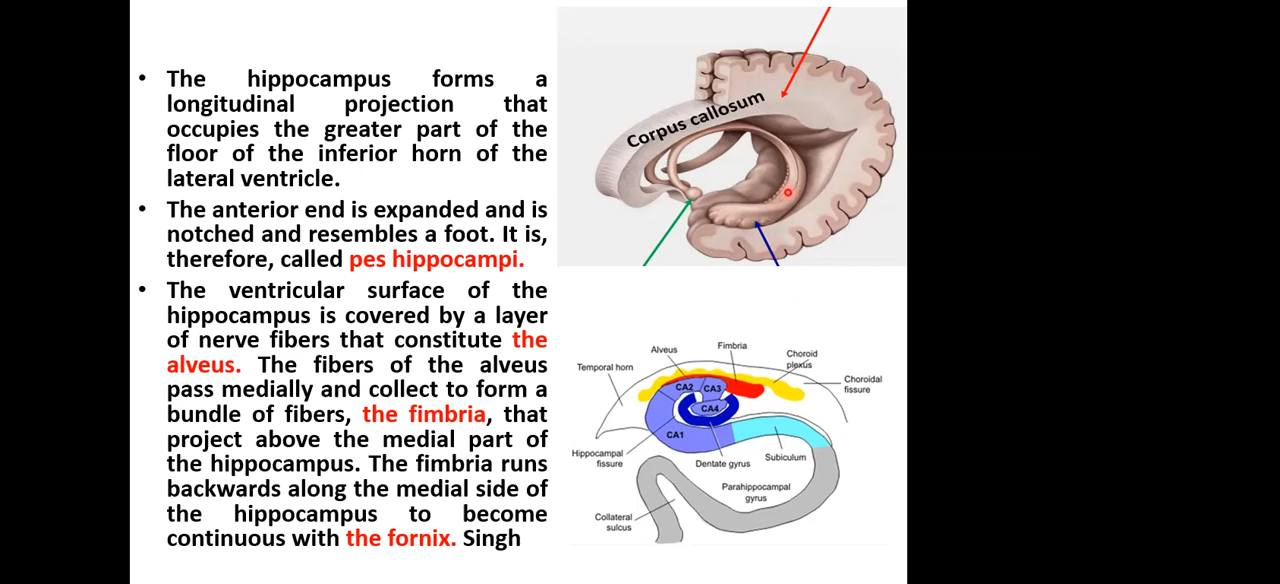 • The hippocampus forms a
longitudinal projection that
occupies the greater part of the
floor of the inferior horn of the
lateral ventricle.
• The anterior end is expanded and is
notched and resembles a foot. It is,
therefore, called pes hippocampi.
• The ventricular surface of the
hippocampus is covered by a layer
of nerve fibers that constitute the
alveus. The fibers of the alveus
pass medially and collect to form a
bundle of fibers, the fimbria, that
project above the medial part of
the hippocampus. The fimbria runs
backwards along the medial side of
the hippocampus to become
continuous with the fornix. Singh
Corpus callosum
Alveus
Fimbria
Choroid
plexus
Temporal horn
Choroidal
fissure
CA2
CA3
CA4
CA1
Hippocampal
fissure
Dentate gyrus
Subiculum
Parahippocampal
gyrus
Collateral
sulcus